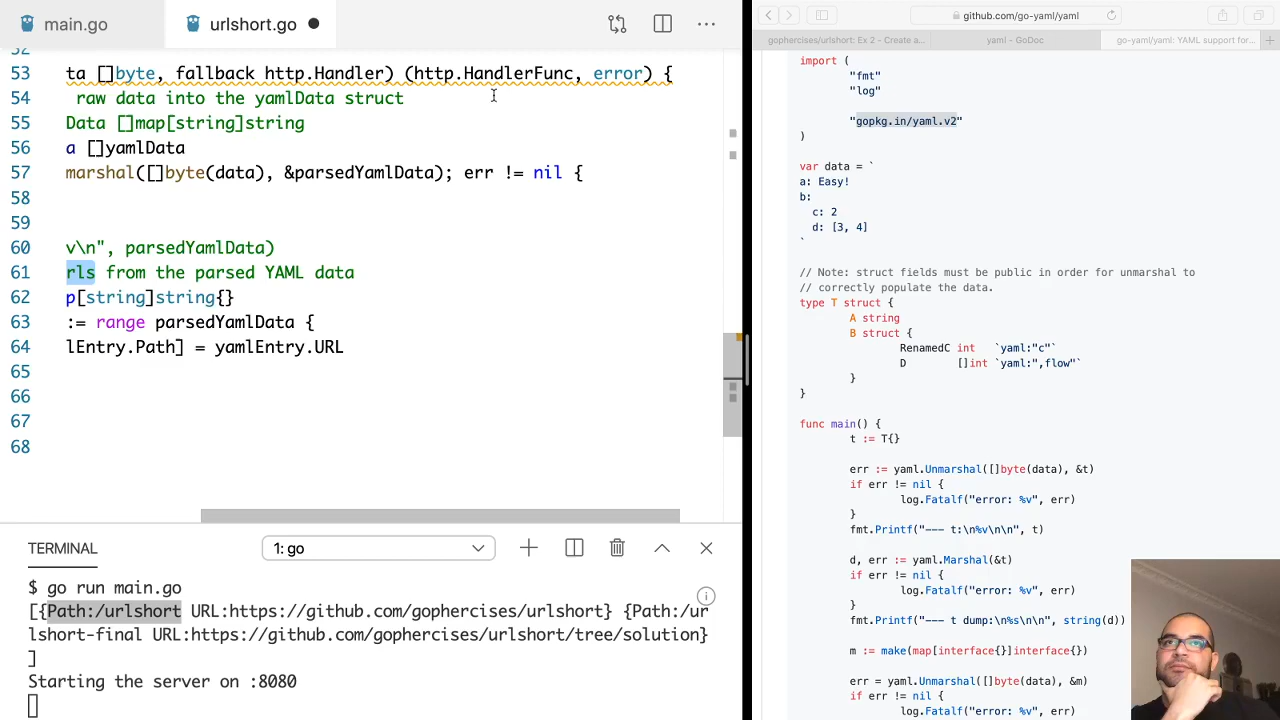 main.go
urlshort.go
52
53 ta []byte, fallback http.Handler) (http.HandlerFunc, error) {
54 raw data into the yamlData struct
55 Data []map[string]string
56 a []yamlData
57 marshal([]byte(data), &parsedYamlData); err != nil {
58
59
60 v\n", parsedYamlData)
61 rls from the parsed YAML data
62 p[string]string{}
63 := range parsedYamlData {
64 lEntry.Path] = yamlEntry.URL
65
66
67
68
TERMINAL
1: go
$ go run main.go
[{Path:/urlshort URL:https://github.com/gophercises/urlshort} {Path:/ur
lshort-final URL:https://github.com/gophercises/urlshort/tree/solution}
]
Starting the server on :8080
github.com/go-yaml/yaml
gophercises/urlshort: Ex 2 - Create a...
yaml - GoDoc
go-yaml/yaml: YAML support for...
import (
"fmt"
"log"
"gopkg.in/yaml.v2"
)
var data = `
a: Easy!
b:
c: 2
d: [3, 4]
`
// Note: struct fields must be public in order for unmarshal to
// correctly populate the data.
type T struct {
A string
B struct {
RenamedC int `yaml:"c"`
D []int `yaml:",flow"`
}
}
func main() {
t := T{}
err := yaml.Unmarshal([]byte(data), &t)
if err != nil {
log.Fatalf("error: %v", err)
}
fmt.Printf("--- t:\n%v\n\n", t)
d, err := yaml.Marshal(&t)
if err != nil {
log.Fatalf("error: %v", err)
}
fmt.Printf("--- t dump:\n%s\n\n", string(d))
m := make(map[interface{}]interface{})
err = yaml.Unmarshal([]byte(data), &m)
if err != nil {
log.Fatalf("error: %v", err)